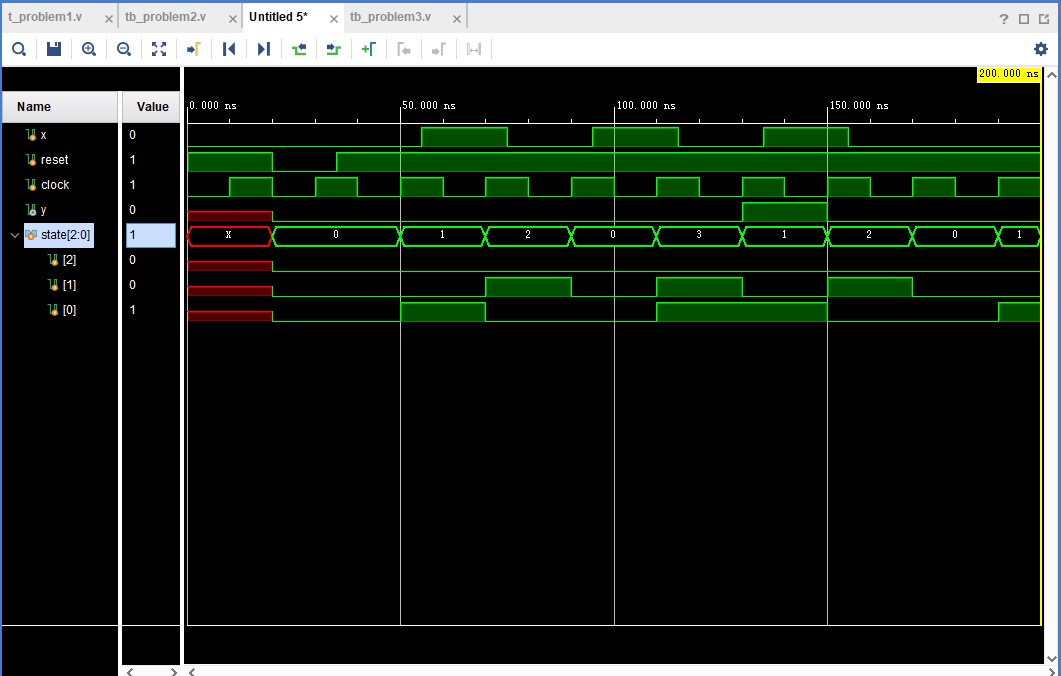 t_problem1.v tb_problem2.v Untitled 5* tb_problem3.v
200.000 ns
Name Value
0.000 ns 50.000 ns 100.000 ns 150.000 ns
x 0
reset 1
clock 1
y 0
state[2:0] 1 X 0 1 2 0 3 1 2 0 1
[2] 0
[1] 0
[0] 1